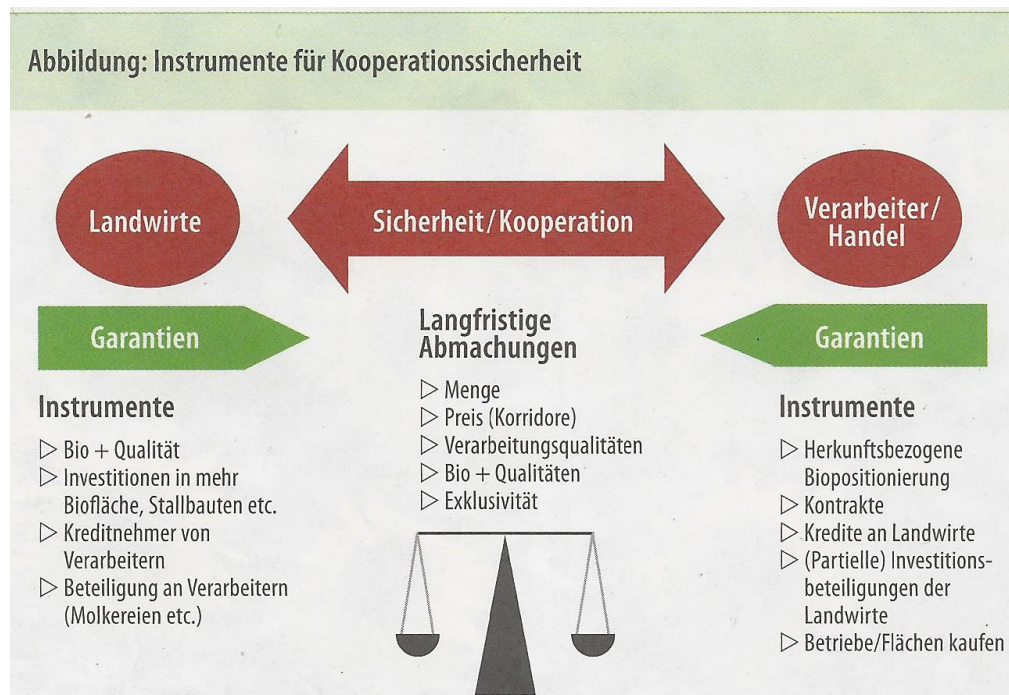 Abbildung: Instrumente für Kooperationssicherheit
Landwirte
Sicherheit/Kooperation
Verarbeiter/
Handel
Garantien
Instrumente
▷ Bio + Qualität
▷ Investitionen in mehr
Biofläche, Stallbauten etc.
▷ Kreditnehmer von
Verarbeitern
▷ Beteiligung an Verarbeitern
(Molkereien etc.)
Langfristige
Abmachungen
▷ Menge
▷ Preis (Korridore)
▷ Verarbeitungsqualitäten
▷ Bio + Qualitäten
▷ Exklusivität
Garantien
Instrumente
▷ Herkunftsbezogene
Biopositionierung
▷ Kontrakte
▷ Kredite an Landwirte
▷ (Partielle) Investitions-
beteiligungen der
Landwirte
▷ Betriebe/Flächen kaufen